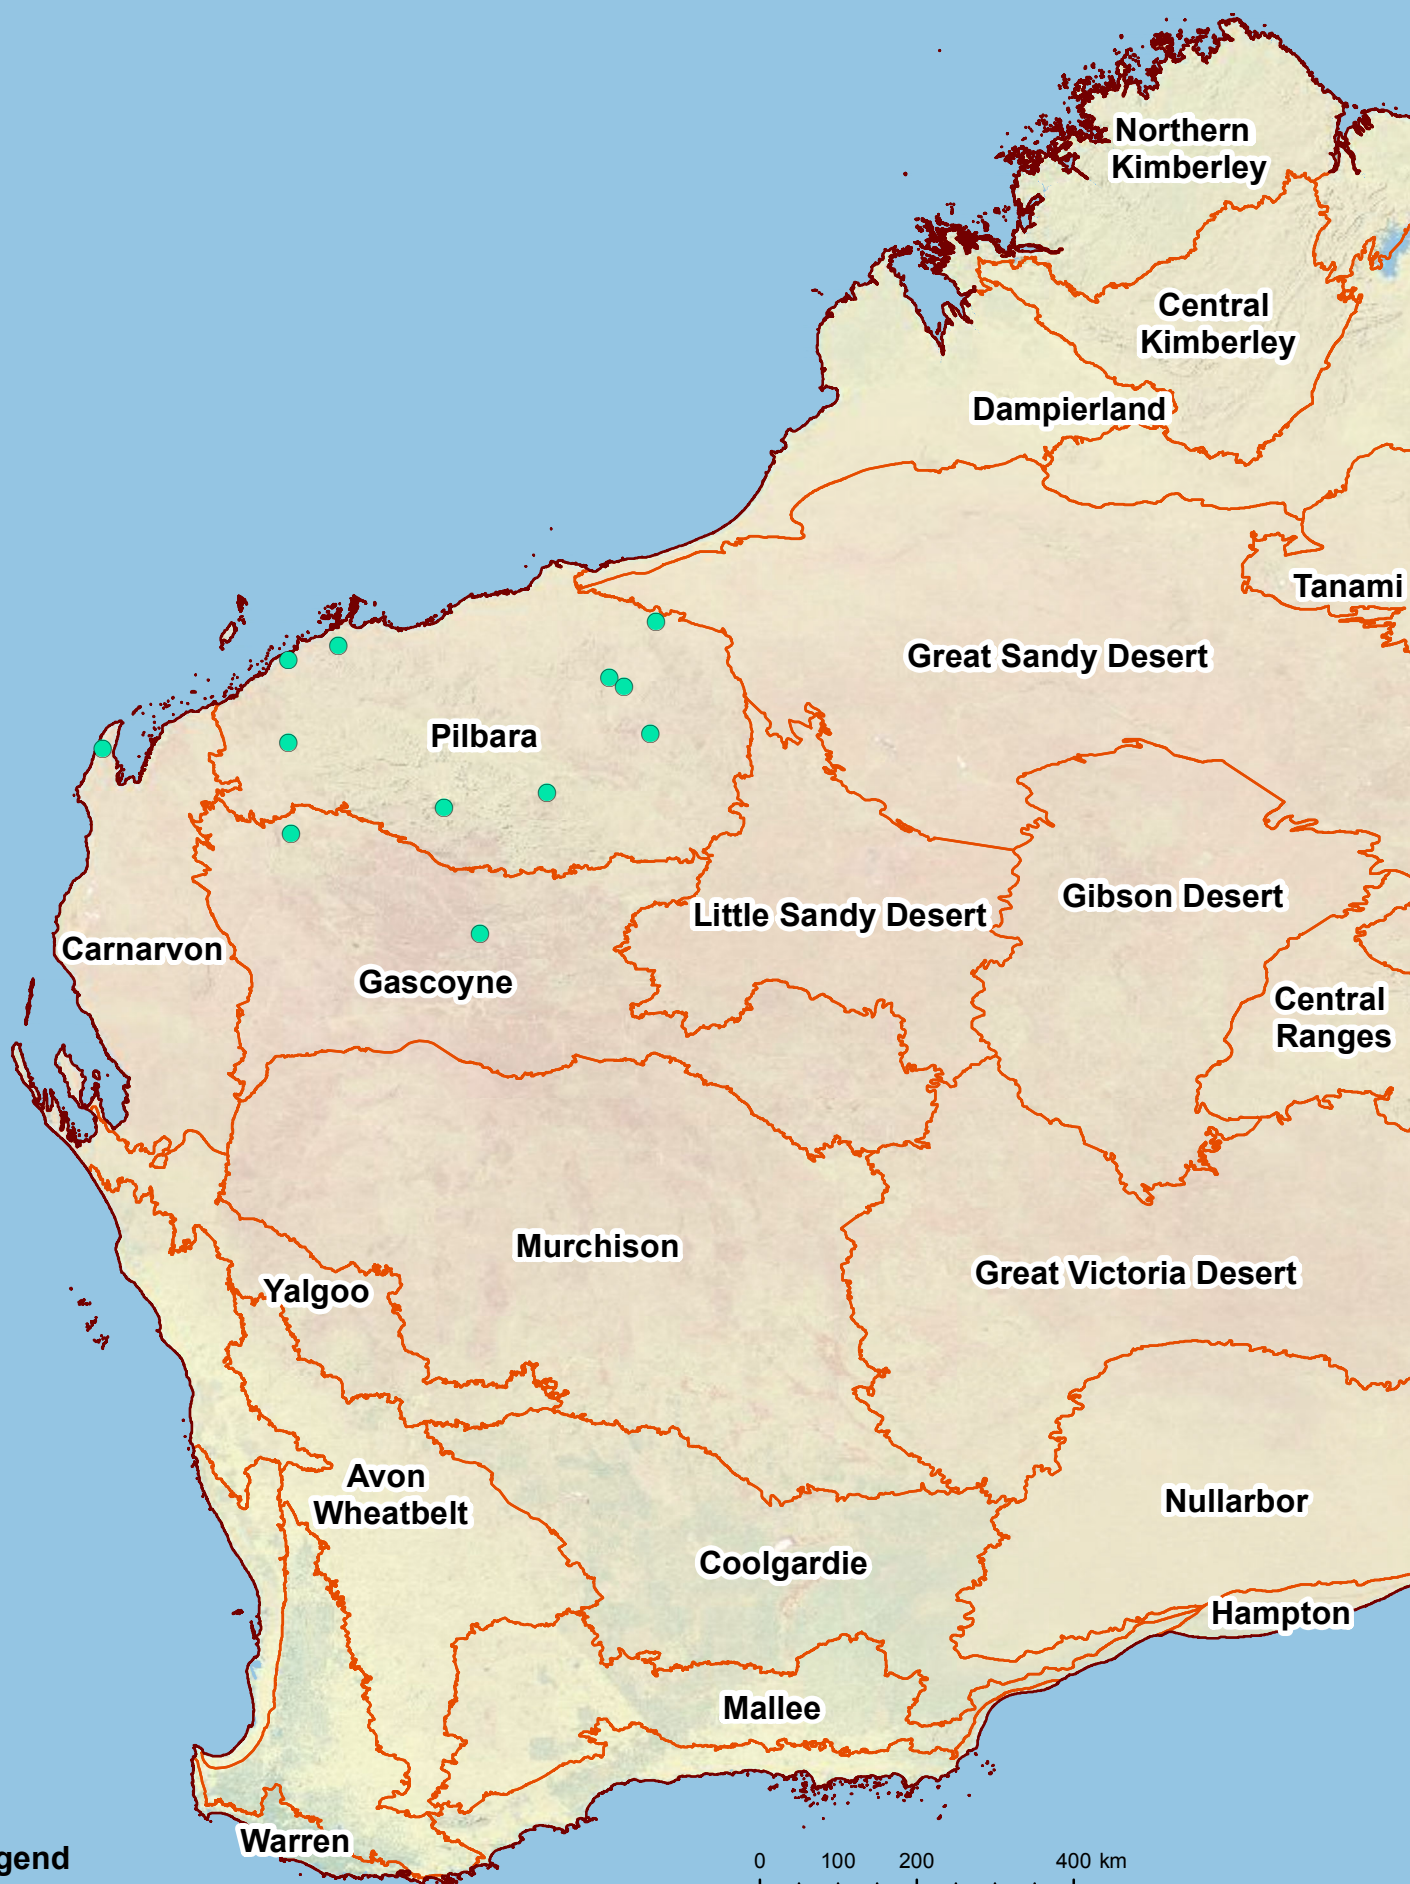 Northern
Kimberley
Central
Kimberley
Dampierland
Tanami
Great Sandy Desert
Pilbara
Gibson Desert
Little Sandy Desert
Carnarvon
Gascoyne
Central
Ranges
Murchison
Great Victoria Desert
Yalgoo
Avon
Wheatbelt
Nullarbor
Coolgardie
Hampton
Mallee
Warren
gend
0 100 200 400 km